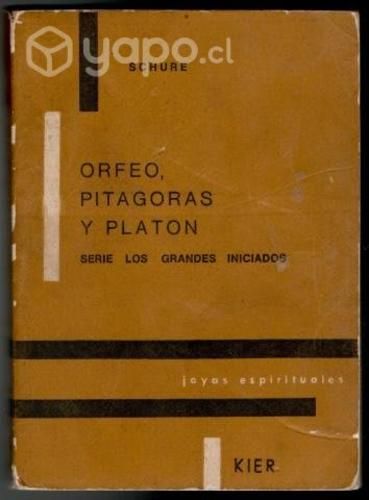 yapo.cl
SCHURE
ORFEO,
PITAGORAS
Y PLATON
SERIE LOS GRANDES INICIADOS
joyas espirituales
KIER